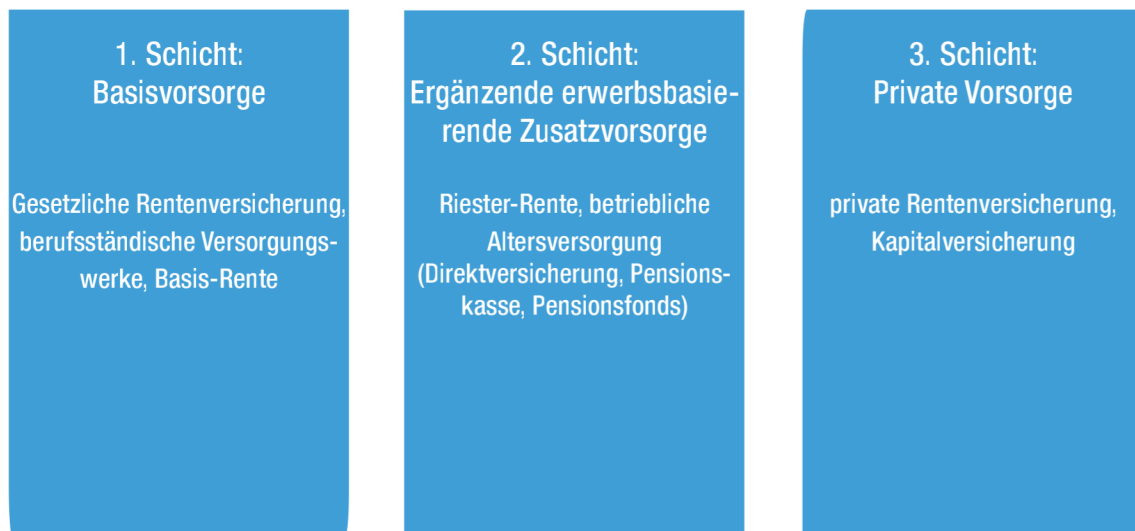 1. Schicht:
Basisvorsorge
Gesetzliche Rentenversicherung,
berufsständische Versorgungs-
werke, Basis-Rente
2. Schicht:
Ergänzende erwerbsbasie-
rende Zusatzvorsorge
Riester-Rente, betriebliche
Altersversorgung
(Direktversicherung, Pensions-
kasse, Pensionsfonds)
3. Schicht:
Private Vorsorge
private Rentenversicherung,
Kapitalversicherung